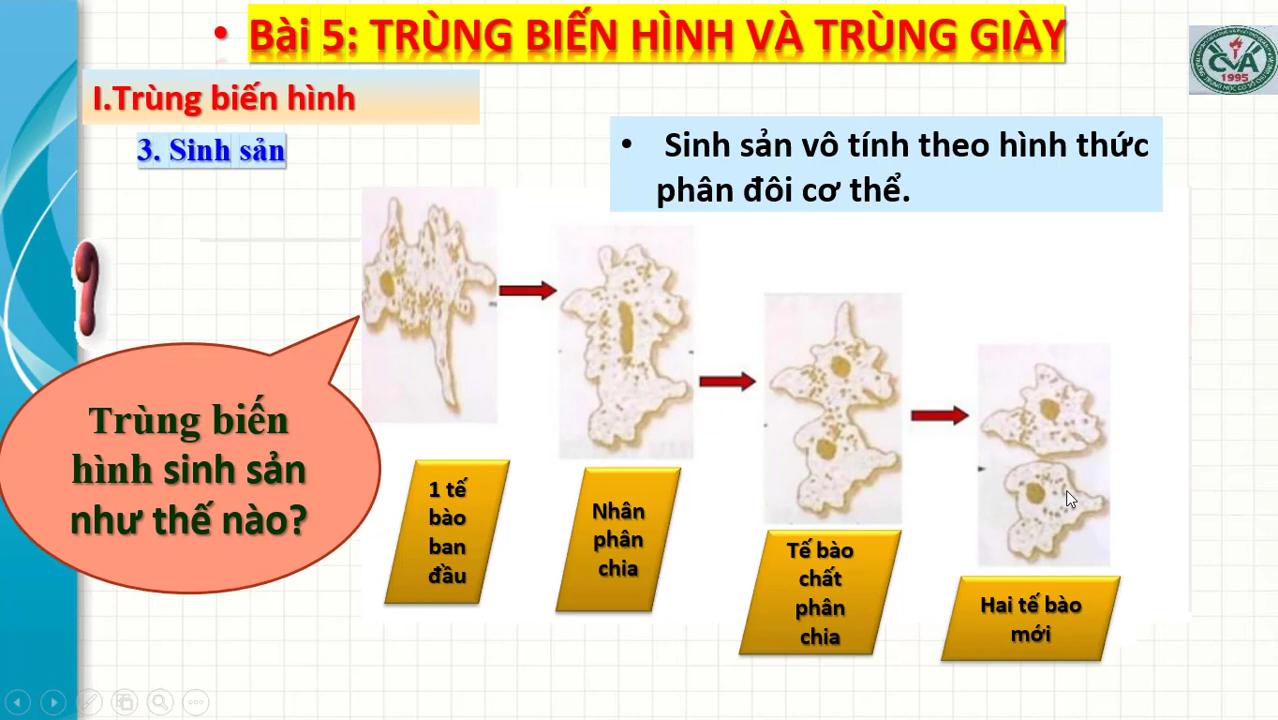 • Bài 5: TRÙNG BIẾN HÌNH VÀ TRÙNG GIÀY
CVA
1995
I.Trùng biến hình
3. Sinh sản
• Sinh sản vô tính theo hình thức
phân đôi cơ thể.
Trùng biến
hình sinh sản
như thế nào?
1 tế
bào
ban
đầu
Nhân
phân
chia
Tế bào
chất
phân
chia
Hai tế bào
mới